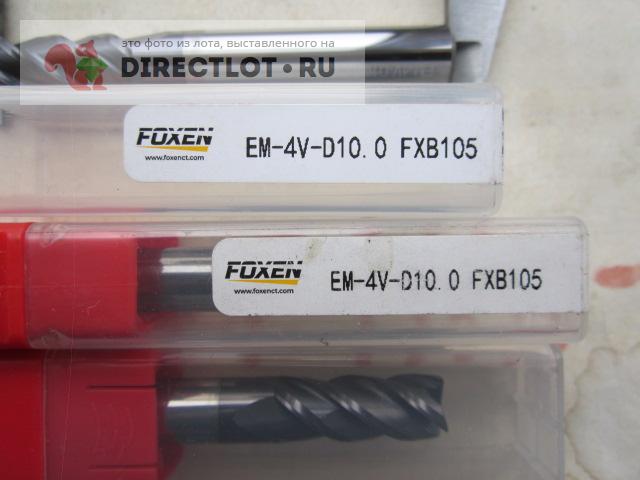 это фото из лота, выставленного на
DIRECTLOT.RU
FOXEN
www.foxenct.com
EM-4V-D10.0 FXB105
FOXEN
www.foxenct.com
EM-4V-D10.0 FXB105